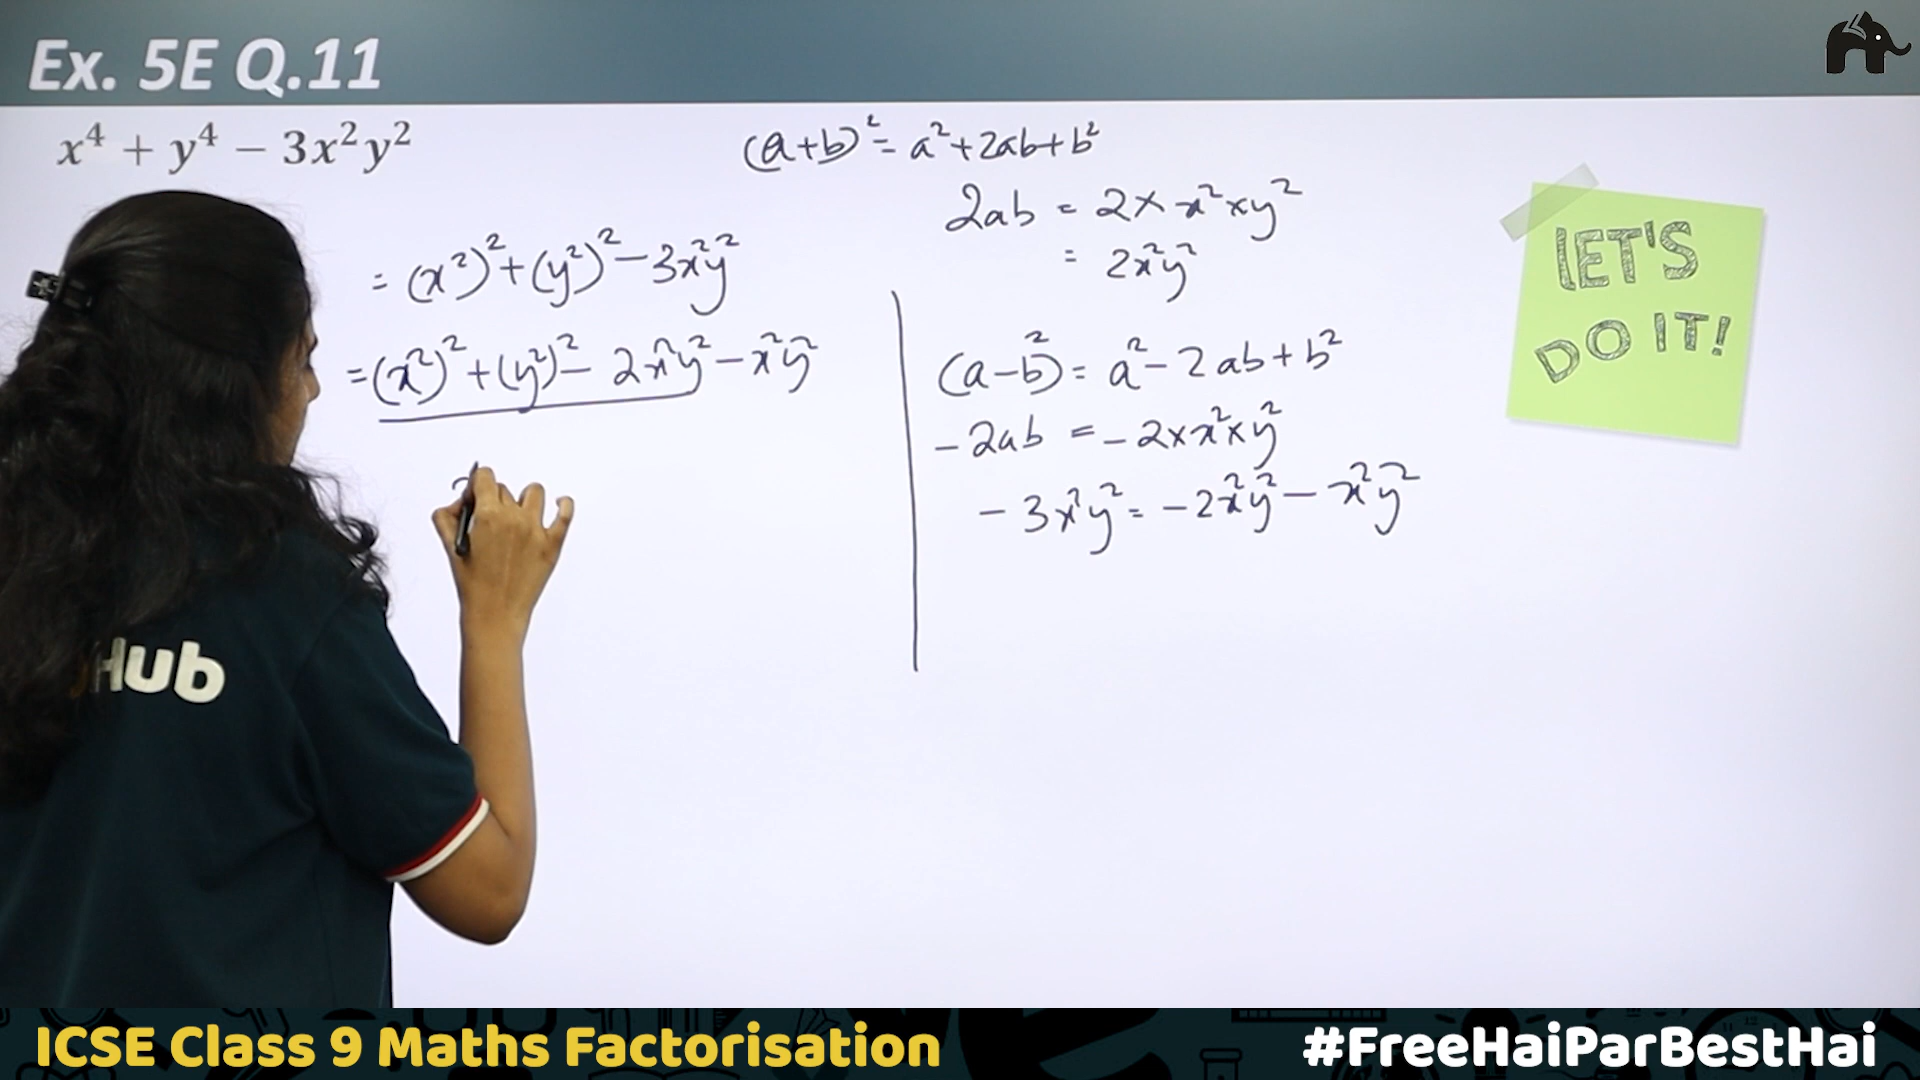 Ex. 5E Q.11
x⁴ + y⁴ − 3x²y²
(a+b)² = a²+2ab+b²
2ab = 2 × x² × y²
= 2x²y²
= (x²)² + (y²)² − 3x²y²
= (x²)² + (y²)² − 2x²y² − x²y²
(a−b²) = a² − 2ab + b²
−2ab = −2 × x² × y²
−3x²y² = −2x²y² − x²y²
LET'S
DO IT!
Hub
ICSE Class 9 Maths Factorisation
#FreeHaiParBestHai